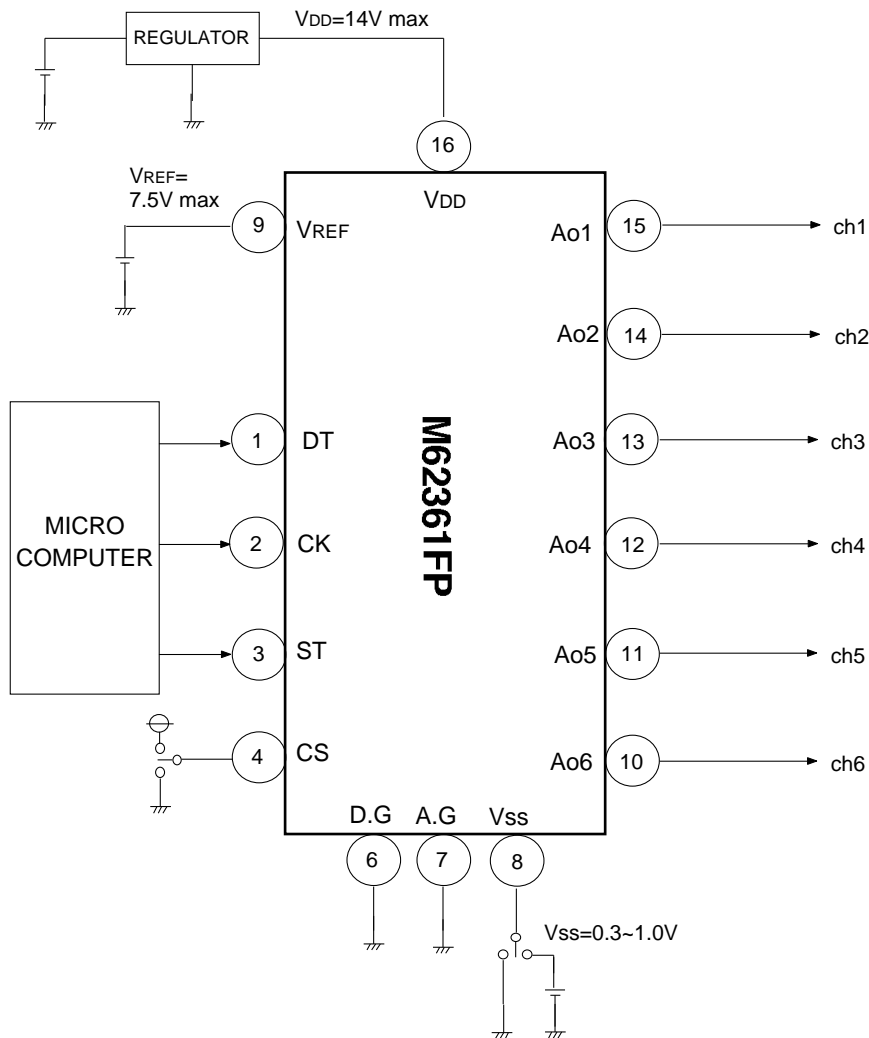 VDD=14V max
REGULATOR
16
VREF=
7.5V max
VDD
9
VREF
Ao1
15
ch1
Ao2
14
ch2
1
DT
Ao3
13
ch3
MICRO
COMPUTER
2
CK
M62361FP
Ao4
12
ch4
3
ST
Ao5
11
ch5
4
CS
Ao6
10
ch6
D.G
A.G
Vss
6
7
8
Vss=0.3~1.0V